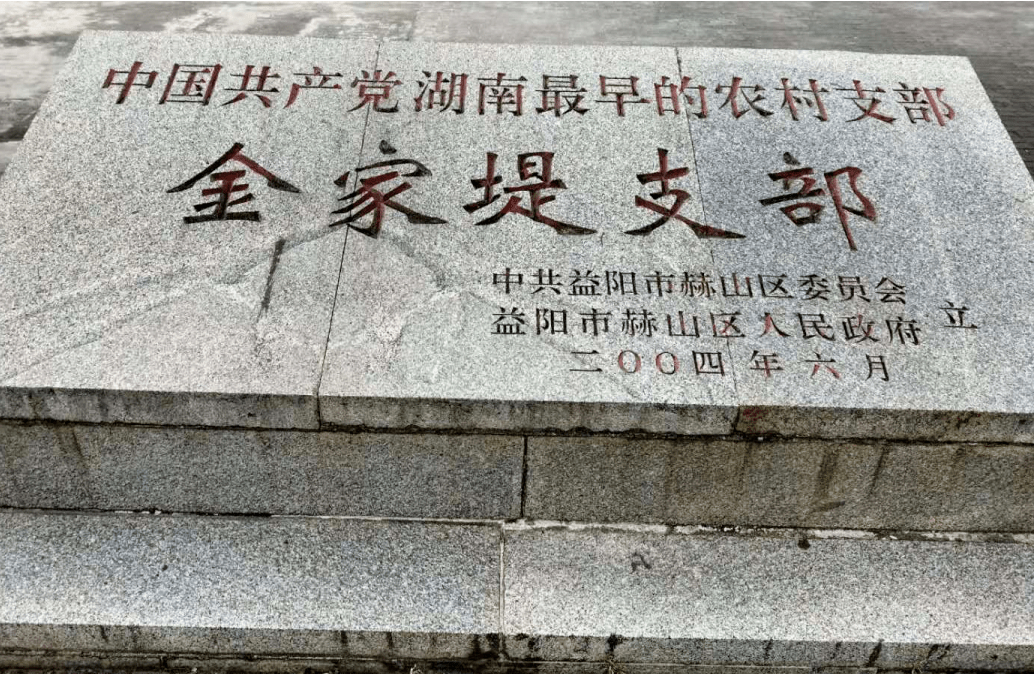 中国共产党湖南最早的农村支部
金家堤支部
中共益阳市赫山区委员会
益阳市赫山区人民政府 立
二〇〇四年六月